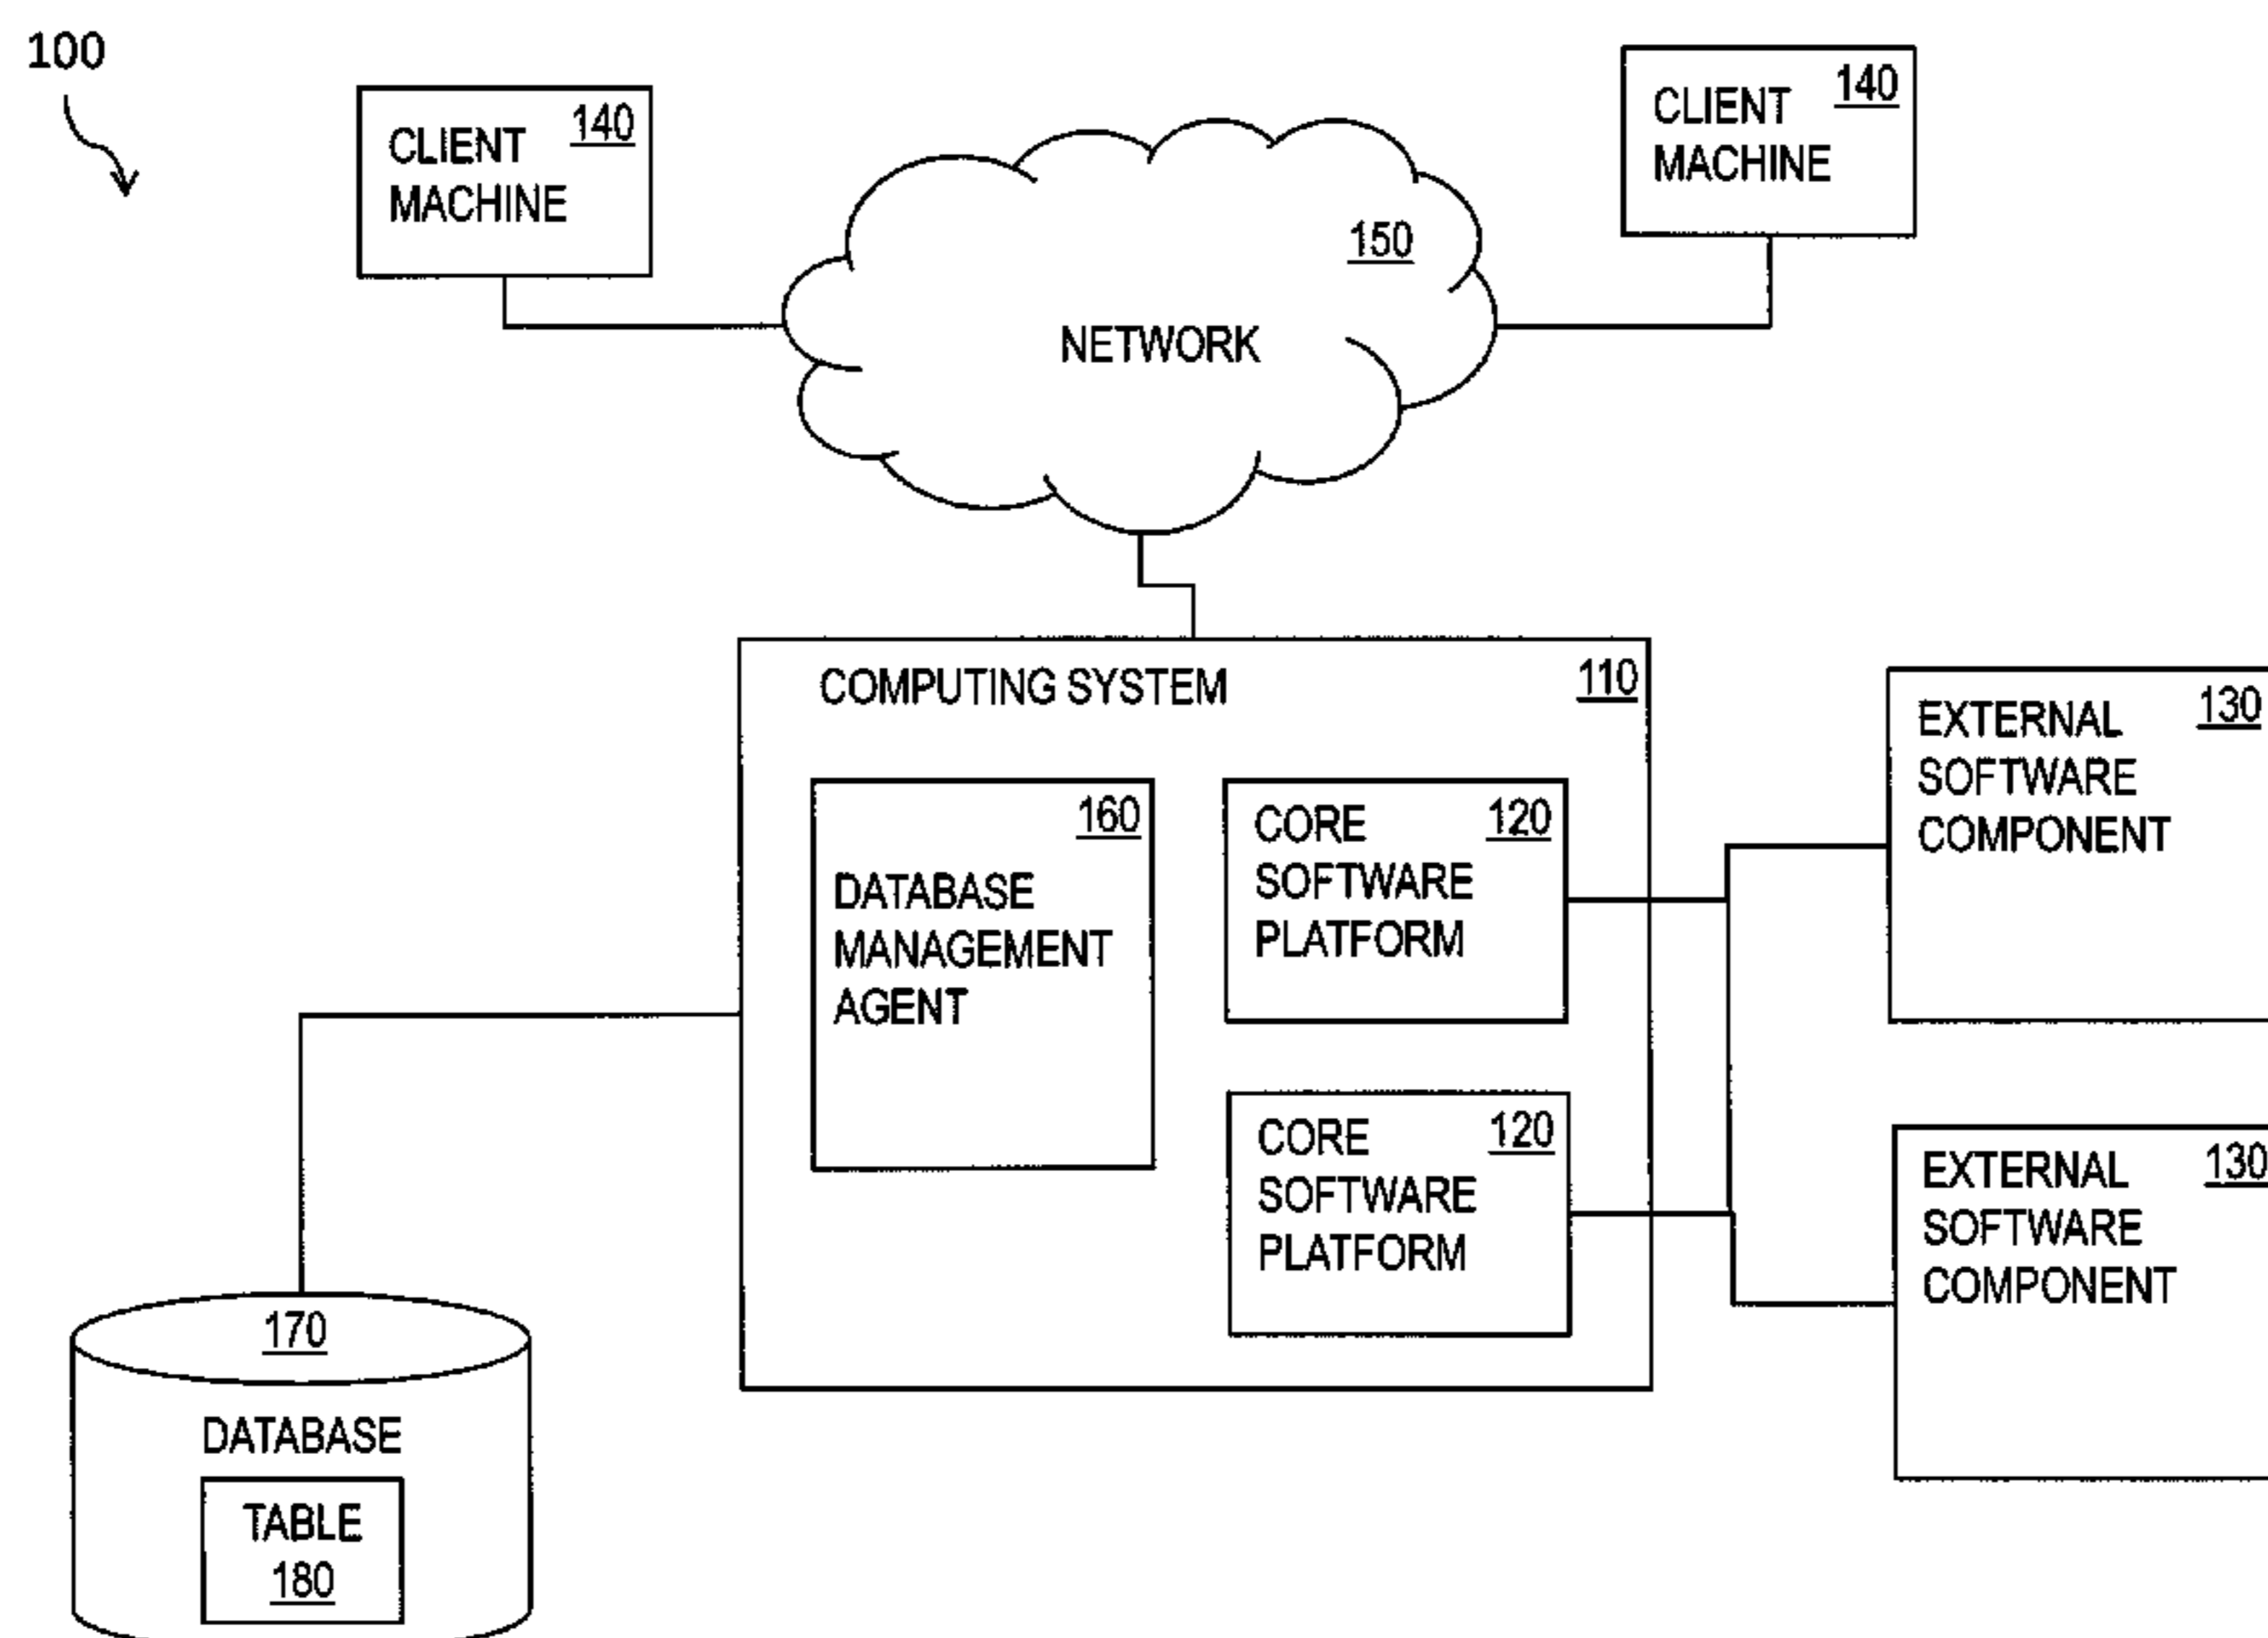 100
CLIENT 140
MACHINE
CLIENT 140
MACHINE
150
NETWORK
COMPUTING SYSTEM 110
160
DATABASE
MANAGEMENT
AGENT
CORE 120
SOFTWARE
PLATFORM
CORE 120
SOFTWARE
PLATFORM
EXTERNAL 130
SOFTWARE
COMPONENT
EXTERNAL 130
SOFTWARE
COMPONENT
170
DATABASE
TABLE
180